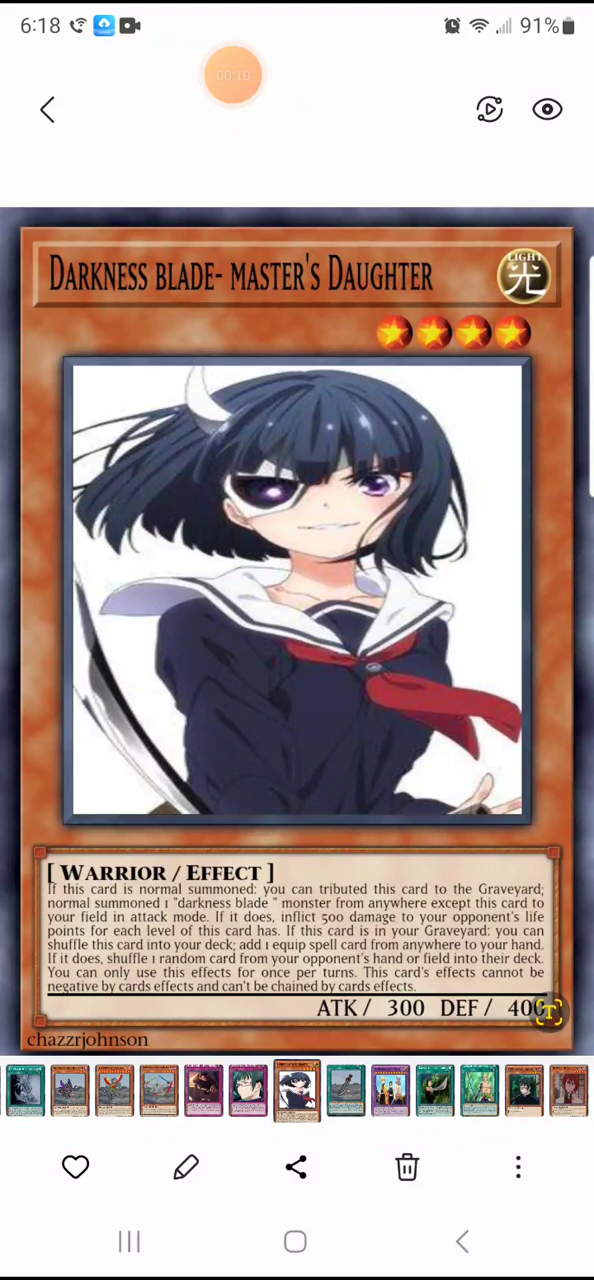 6:18
91%
00:10
DARKNESS BLADE- MASTER'S DAUGHTER
LIGHT
光
[ WARRIOR / EFFECT ]
If this card is normal summoned: you can tributed this card to the Graveyard;
normal summoned 1 "darkness blade " monster from anywhere except this card to
your field in attack mode. If it does, inflict 500 damage to your opponent's life
points for each level of this card has. If this card is in your Graveyard: you can
shuffle this card into your deck; add 1 equip spell card from anywhere to your hand.
If it does, shuffle 1 random card from your opponent's hand or field into their deck.
You can only use this effects for once per turns. This card's effects cannot be
negative by cards effects and can't be chained by cards effects.
ATK / 300 DEF / 400
T
chazzrjohnson